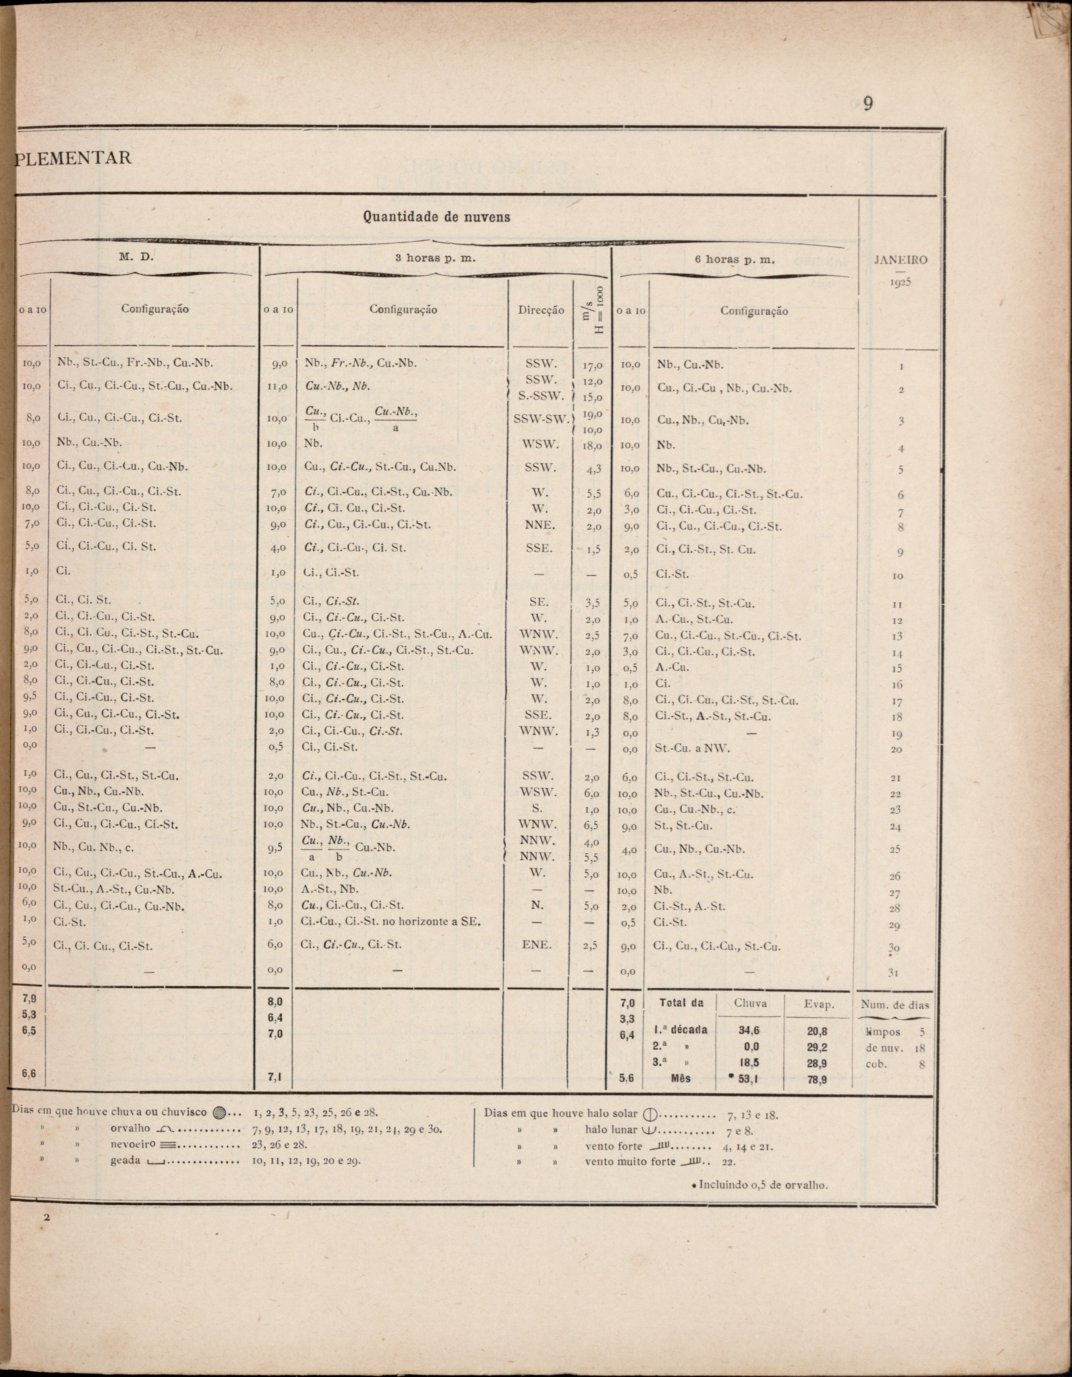 9
PLEMENTAR
Quantidade de nuvens
M. D. 3 horas p. m. 6 horas p. m. JANEIRO
1925
0 a 10 Configuração 0 a 10 Configuração Direcção m/s H = 1000 0 a 10 Configuração
10,0 Nb., St.-Cu., Fr.-Nb., Cu.-Nb. 9,0 Nb., Fr.-Nb., Cu.-Nb. SSW. 17,0 10,0 Nb., Cu.-Nb. 1
10,0 Ci., Cu., Ci.-Cu., St.-Cu., Cu.-Nb. 11,0 Cu.-Nb., Nb. SSW. 12,0 10,0 Cu., Ci.-Cu , Nb., Cu.-Nb. 2
S.-SSW. 15,0
8,0 Ci., Cu., Ci.-Cu., Ci.-St. 10,0 Cu., b Ci.-Cu., Cu.-Nb., a SSW-SW. 19,0 10,0 Cu., Nb., Cu.-Nb. 3
10,0
10,0 Nb., Cu.-Nb. 10,0 Nb. WSW. 18,0 10,0 Nb. 4
10,0 Ci., Cu., Ci.-Cu., Cu.-Nb. 10,0 Cu., Ci.-Cu., St.-Cu., Cu.Nb. SSW. 4,3 10,0 Nb., St.-Cu., Cu.-Nb. 5
8,0 Ci., Cu., Ci.-Cu., Ci.-St. 7,0 Ci., Ci.-Cu., Ci.-St., Cu.-Nb. W. 5,5 6,0 Cu., Ci.-Cu., Ci.-St., St.-Cu. 6
10,0 Ci., Ci.-Cu., Ci.-St. 10,0 Ci., Ci. Cu., Ci.-St. W. 2,0 3,0 Ci., Ci.-Cu., Ci.-St. 7
7,0 Ci., Ci.-Cu., Ci.-St. 9,0 Ci., Cu., Ci.-Cu., Ci.-St. NNE. 2,0 9,0 Ci., Cu., Ci.-Cu., Ci.-St. 8
5,0 Ci., Ci.-Cu., Ci. St. 4,0 Ci., Ci.-Cu., Ci. St. SSE. 1,5 2,0 Ci., Ci.-St., St. Cu. 9
1,0 Ci. 1,0 Ci., Ci.-St. — — 0,5 Ci.-St. 10
5,0 Ci., Ci. St. 5,0 Ci., Ci.-St. SE. 3,5 5,0 Ci., Ci.-St., St.-Cu. 11
2,0 Ci., Ci.-Cu., Ci.-St. 9,0 Ci., Ci.-Cu., Ci.-St. W. 2,0 1,0 A.-Cu., St.-Cu. 12
8,0 Ci., Ci. Cu., Ci.-St., St.-Cu. 10,0 Cu., Ci.-Cu., Ci.-St., St.-Cu., A.-Cu. WNW. 2,5 7,0 Cu., Ci.-Cu., St.-Cu., Ci.-St. 13
9,0 Ci., Cu., Ci.-Cu., Ci.-St., St.-Cu. 9,0 Ci., Cu., Ci.-Cu., Ci.-St., St.-Cu. WNW. 2,0 3,0 Ci., Ci.-Cu., Ci.-St. 14
2,0 Ci., Ci.-Cu., Ci.-St. 1,0 Ci., Ci.-Cu., Ci.-St. W. 1,0 0,5 A.-Cu. 15
8,0 Ci., Ci.-Cu., Ci.-St. 8,0 Ci., Ci.-Cu., Ci.-St. W. 1,0 1,0 Ci. 16
9,5 Ci., Ci.-Cu., Ci.-St. 10,0 Ci., Ci.-Cu., Ci.-St. W. 2,0 8,0 Ci., Ci.-Cu., Ci.-St., St.-Cu. 17
9,0 Ci., Cu., Ci.-Cu., Ci.-St. 10,0 Ci., Ci.-Cu., Ci.-St. SSE. 2,0 8,0 Ci.-St., A.-St., St.-Cu. 18
1,0 Ci., Ci.-Cu., Ci.-St. 2,0 Ci., Ci.-Cu., Ci.-St. WNW. 1,3 0,0 — 19
0,0 — 0,5 Ci., Ci.-St. — — 0,0 St.-Cu. a NW. 20
1,0 Ci., Cu., Ci.-St., St.-Cu. 2,0 Ci., Ci.-Cu., Ci.-St., St.-Cu. SSW. 2,0 6,0 Ci., Ci.-St., St.-Cu. 21
10,0 Cu., Nb., Cu.-Nb. 10,0 Cu., Nb., St.-Cu. WSW. 6,0 10,0 Nb., St.-Cu., Cu.-Nb. 22
10,0 Cu., St.-Cu., Cu.-Nb. 10,0 Cu., Nb., Cu.-Nb. S. 1,0 10,0 Cu., Cu.-Nb., c. 23
9,0 Ci., Cu., Ci.-Cu., Ci.-St. 10,0 Nb., St.-Cu., Cu.-Nb. WNW. 6,5 9,0 St., St.-Cu. 24
10,0 Nb., Cu. Nb., c. 9,5 Cu., a Nb., b Cu.-Nb. NNW. 4,0 4,0 Cu., Nb., Cu.-Nb. 25
NNW. 5,5
10,0 Ci., Cu., Ci.-Cu., St.-Cu., A.-Cu. 10,0 Cu., Nb., Cu.-Nb. W. 5,0 10,0 Cu., A.-St., St.-Cu. 26
10,0 St.-Cu., A.-St., Cu.-Nb. 10,0 A.-St., Nb. — — 10,0 Nb. 27
6,0 Ci., Cu., Ci.-Cu., Cu.-Nb. 8,0 Cu., Ci.-Cu., Ci.-St. N. 5,0 2,0 Ci.-St., A.-St. 28
1,0 Ci.-St. 1,0 Ci.-Cu., Ci.-St. no horizonte a SE. — — 0,5 Ci.-St. 29
5,0 Ci., Ci. Cu., Ci.-St. 6,0 Ci., Ci.-Cu., Ci.-St. ENE. 2,5 9,0 Ci., Cu., Ci.-Cu., St.-Cu. 30
0,0 — 0,0 — — — 0,0 — 31
7,9 8,0 7,0 Total da Chuva Evap. Num. de dias
5,3 6,4 3,3
6,5 7,0 6,4 1.ª década 34,6 20,8 limpos 5
2.ª » 0,0 29,2 de nuv. 18
3.ª » 18,5 28,9 cob. 8
6,6 7,1 5,6 Mês * 53,1 78,9
Dias em que houve chuva ou chuvisco ... 1, 2, 3, 5, 23, 25, 26 e 28.
» » orvalho ............ 7, 9, 12, 13, 17, 18, 19, 21, 24, 29 e 30.
» » nevoeiro ............ 23, 26 e 28.
» » geada .............. 10, 11, 12, 19, 20 e 29.
Dias em que houve halo solar ........... 7, 13 e 18.
» » halo lunar ........... 7 e 8.
» » vento forte ........ 4, 14 e 21.
» » vento muito forte .. 22.
* Incluíndo 0,5 de orvalho.
2